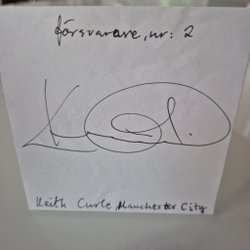 försvarare, nr: 2
Keith Curle, Manchester City